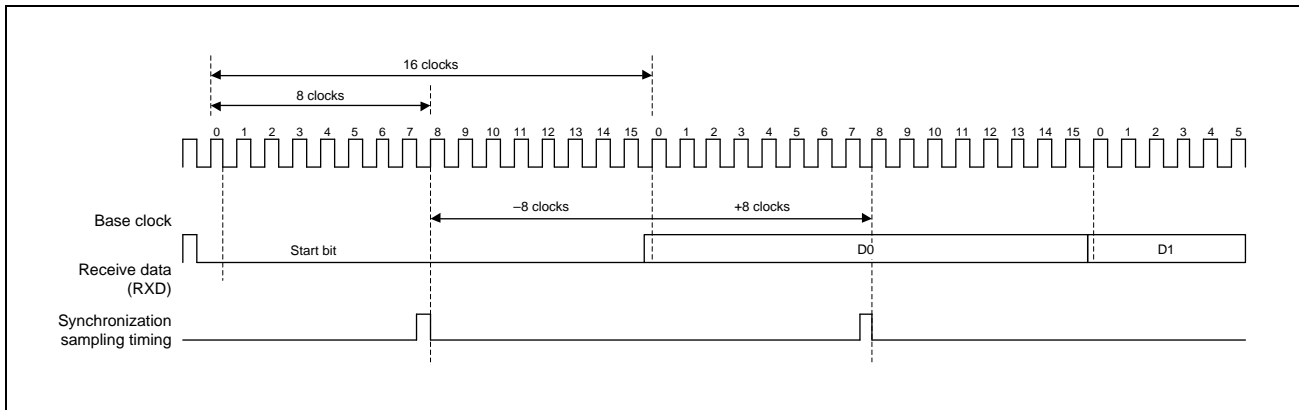 16 clocks
8 clocks
0 1 2 3 4 5 6 7 8 9 10 11 12 13 14 15 0 1 2 3 4 5 6 7 8 9 10 11 12 13 14 15 0 1 2 3 4 5
Base clock
–8 clocks +8 clocks
Receive data
(RXD)
Start bit D0 D1
Synchronization
sampling timing